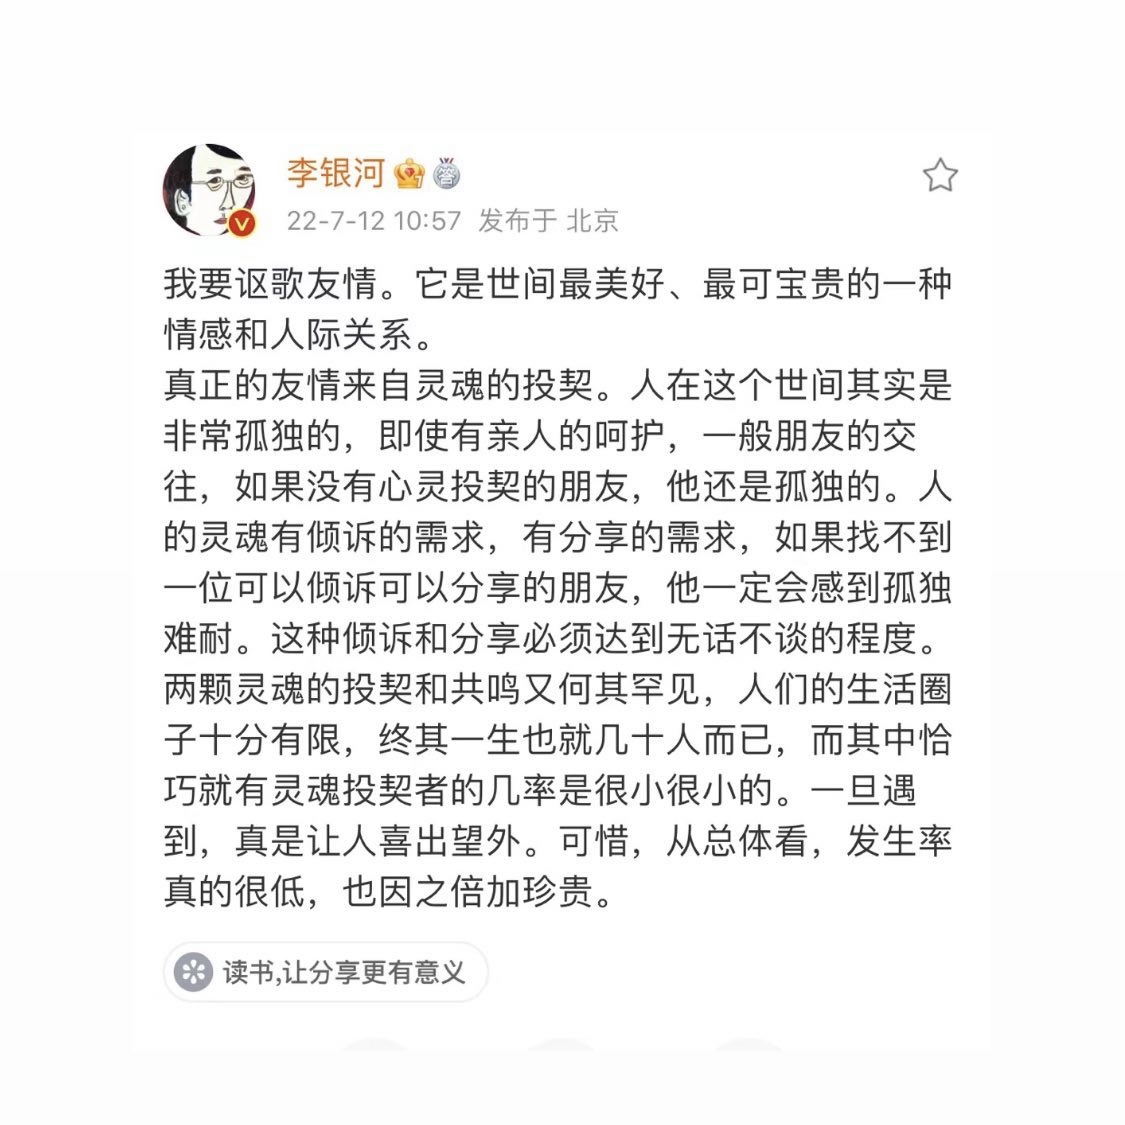 李银河
22-7-12 10:57 发布于 北京
我要讴歌友情。它是世间最美好、最可宝贵的一种
情感和人际关系。
真正的友情来自灵魂的投契。人在这个世间其实是
非常孤独的，即使有亲人的呵护，一般朋友的交
往，如果没有心灵投契的朋友，他还是孤独的。人
的灵魂有倾诉的需求，有分享的需求，如果找不到
一位可以倾诉可以分享的朋友，他一定会感到孤独
难耐。这种倾诉和分享必须达到无话不谈的程度。
两颗灵魂的投契和共鸣又何其罕见，人们的生活圈
子十分有限，终其一生也就几十人而已，而其中恰
巧就有灵魂投契者的几率是很小很小的。一旦遇
到，真是让人喜出望外。可惜，从总体看，发生率
真的很低，也因之倍加珍贵。
读书,让分享更有意义